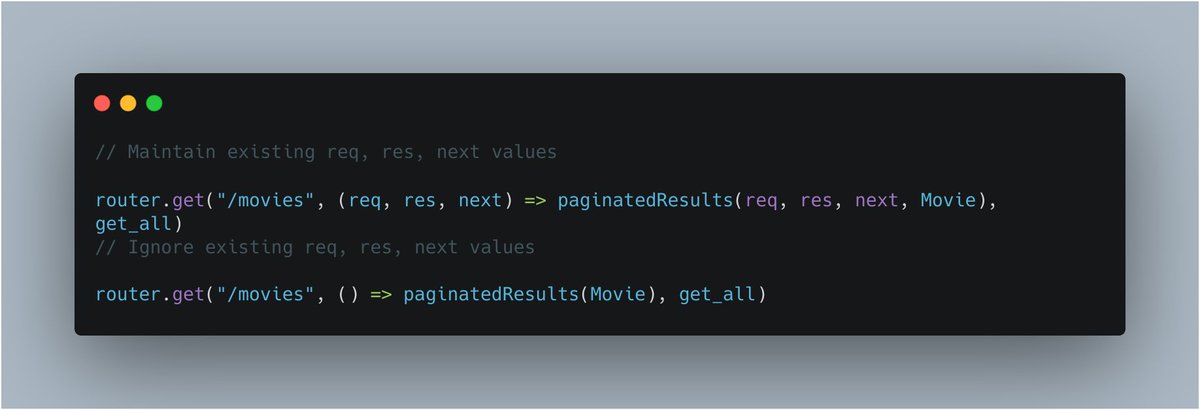 // Maintain existing req, res, next values
router.get("/movies", (req, res, next) => paginatedResults(req, res, next, Movie),
get_all)
// Ignore existing req, res, next values
router.get("/movies", () => paginatedResults(Movie), get_all)